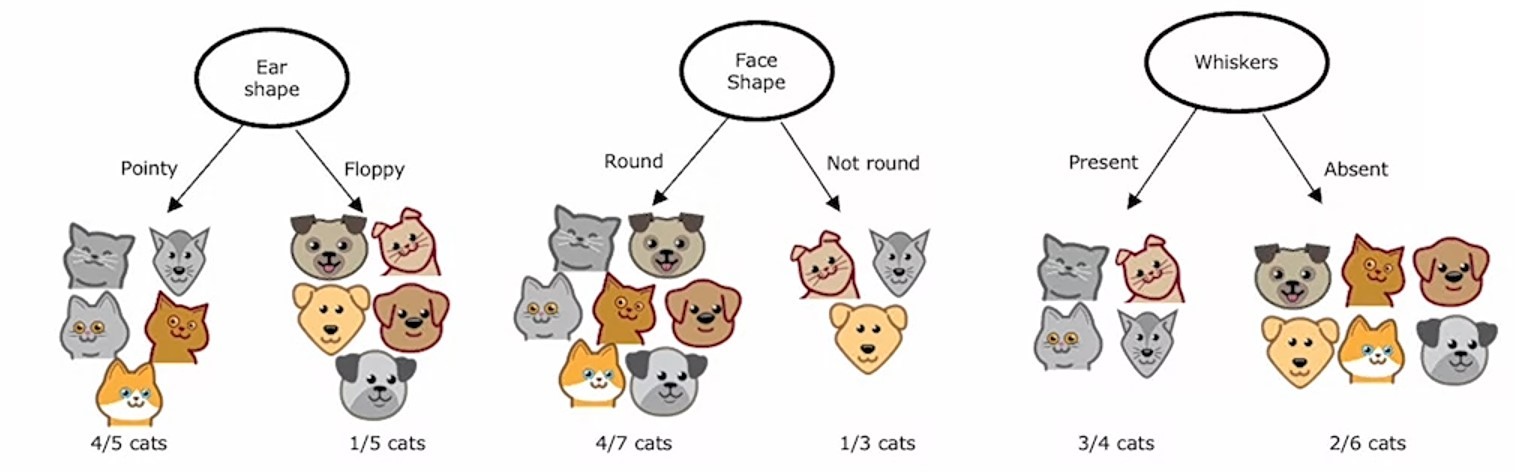 Ear
shape
Pointy
Floppy
4/5 cats
1/5 cats
Face
Shape
Round
Not round
4/7 cats
1/3 cats
Whiskers
Present
Absent
3/4 cats
2/6 cats